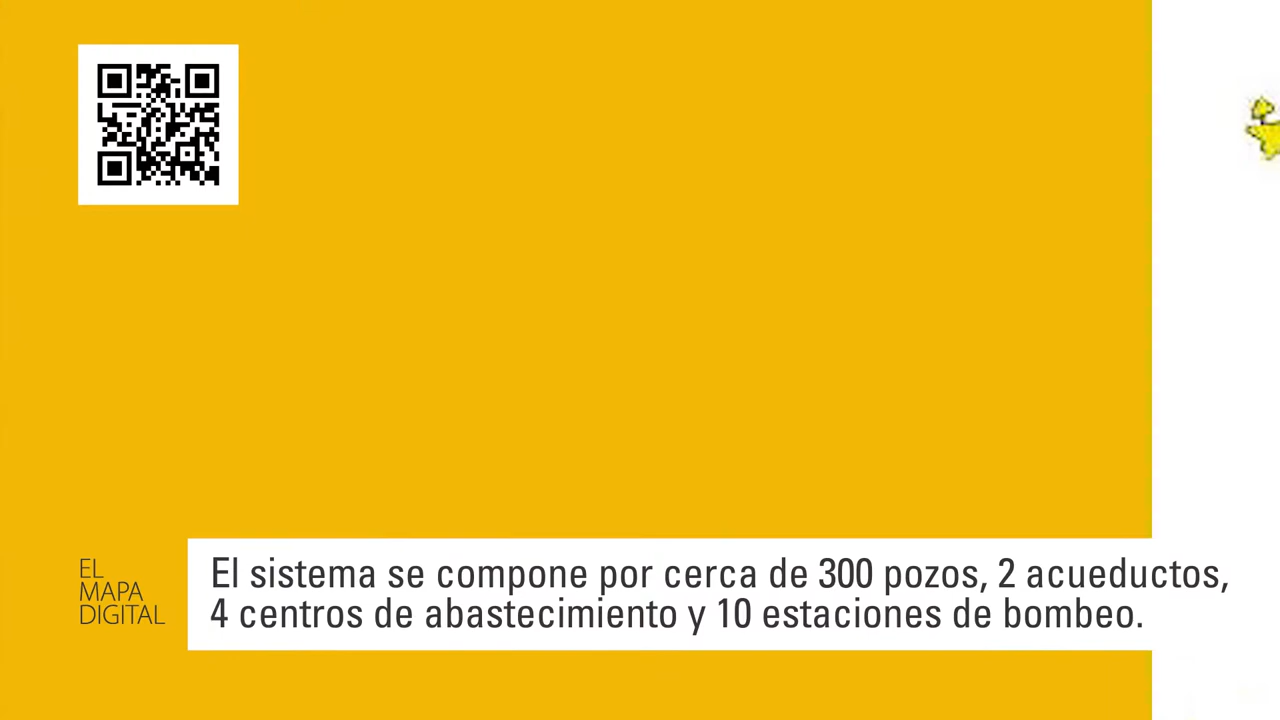 EL
MAPA
DIGITAL
El sistema se compone por cerca de 300 pozos, 2 acueductos,
4 centros de abastecimiento y 10 estaciones de bombeo.